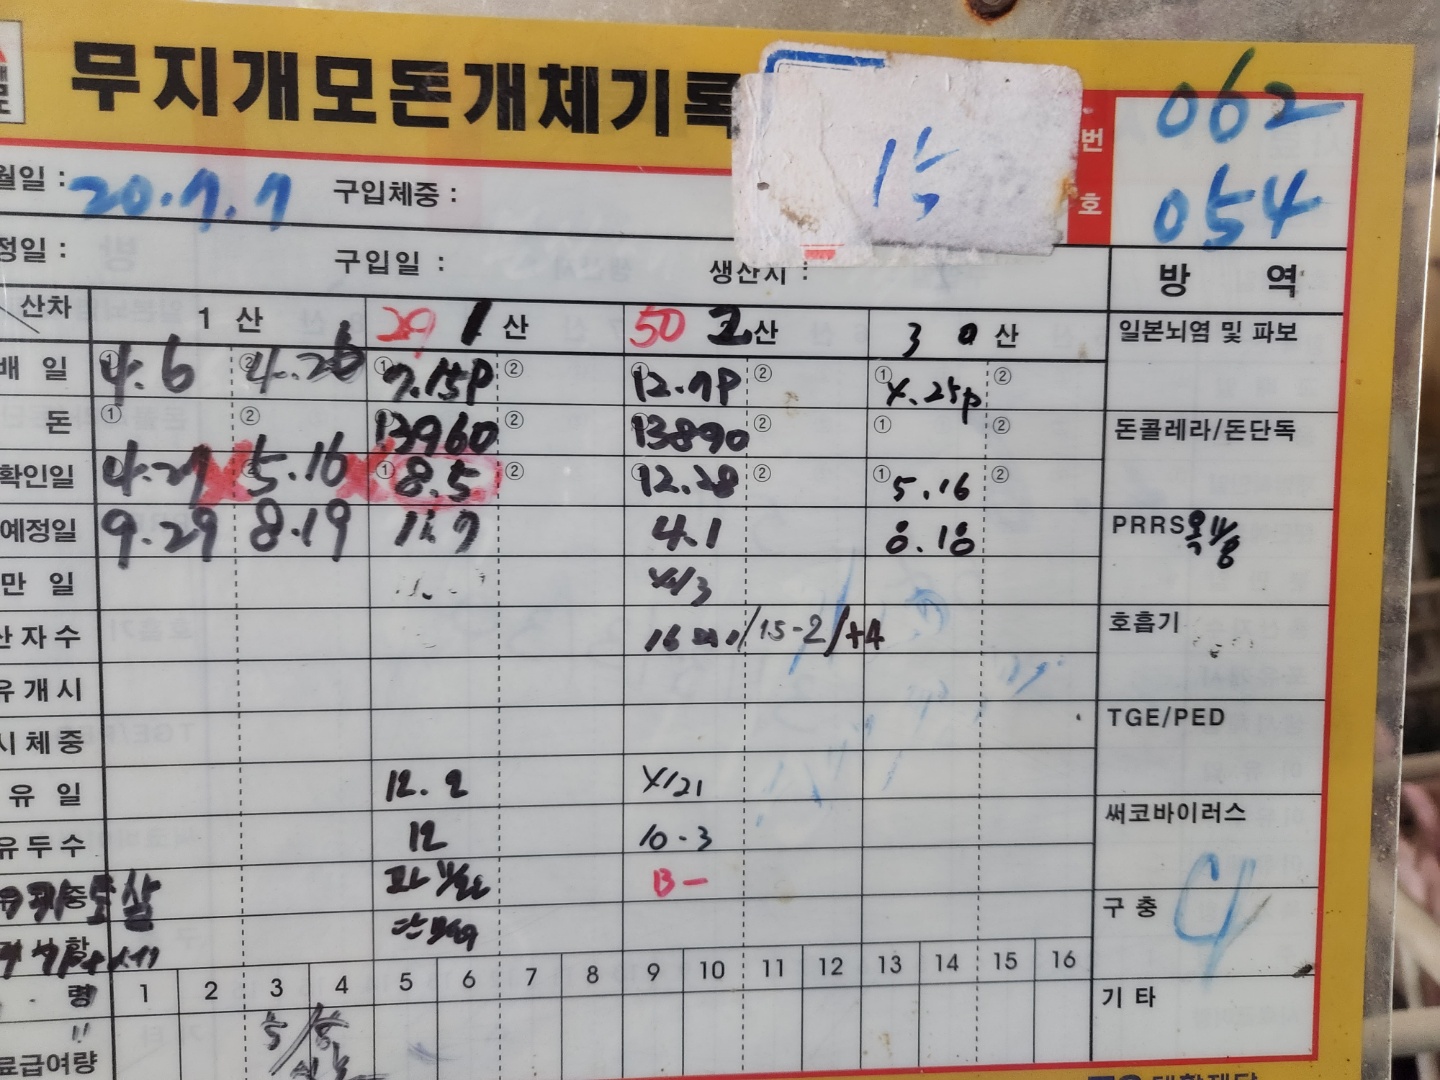 무지개모돈개체기록
번 호
062
054
월일 : 20.7.7 구입체중 :
정일 : 구입일 : 생산지 :
방 역
산차 1 산 29 1 산 50 2 산 3 산
배 일 ① 4.6 ② 4.26 ① 7.15P ② ① 12.7P ② ① 4.25P ②
돈 ① ② 13960 ② 13890 ② ① ②
확인일 4.27 5.16 ① 8.5 ② ① 12.28 ② ① 5.16 ②
예정일 9.29 8.19 11.7 4.1 8.18
만 일 4/3
산자수 16 /15-2/+4
유개시
시체중
유 일 12.2 4/21
유두수 12 10-3
중 B-
령 1 2 3 4 5 6 7 8 9 10 11 12 13 14 15 16
료급여량
일본뇌염 및 파보
돈콜레라/돈단독
PRRS
호흡기
TGE/PED
써코바이러스
구 충
기 타